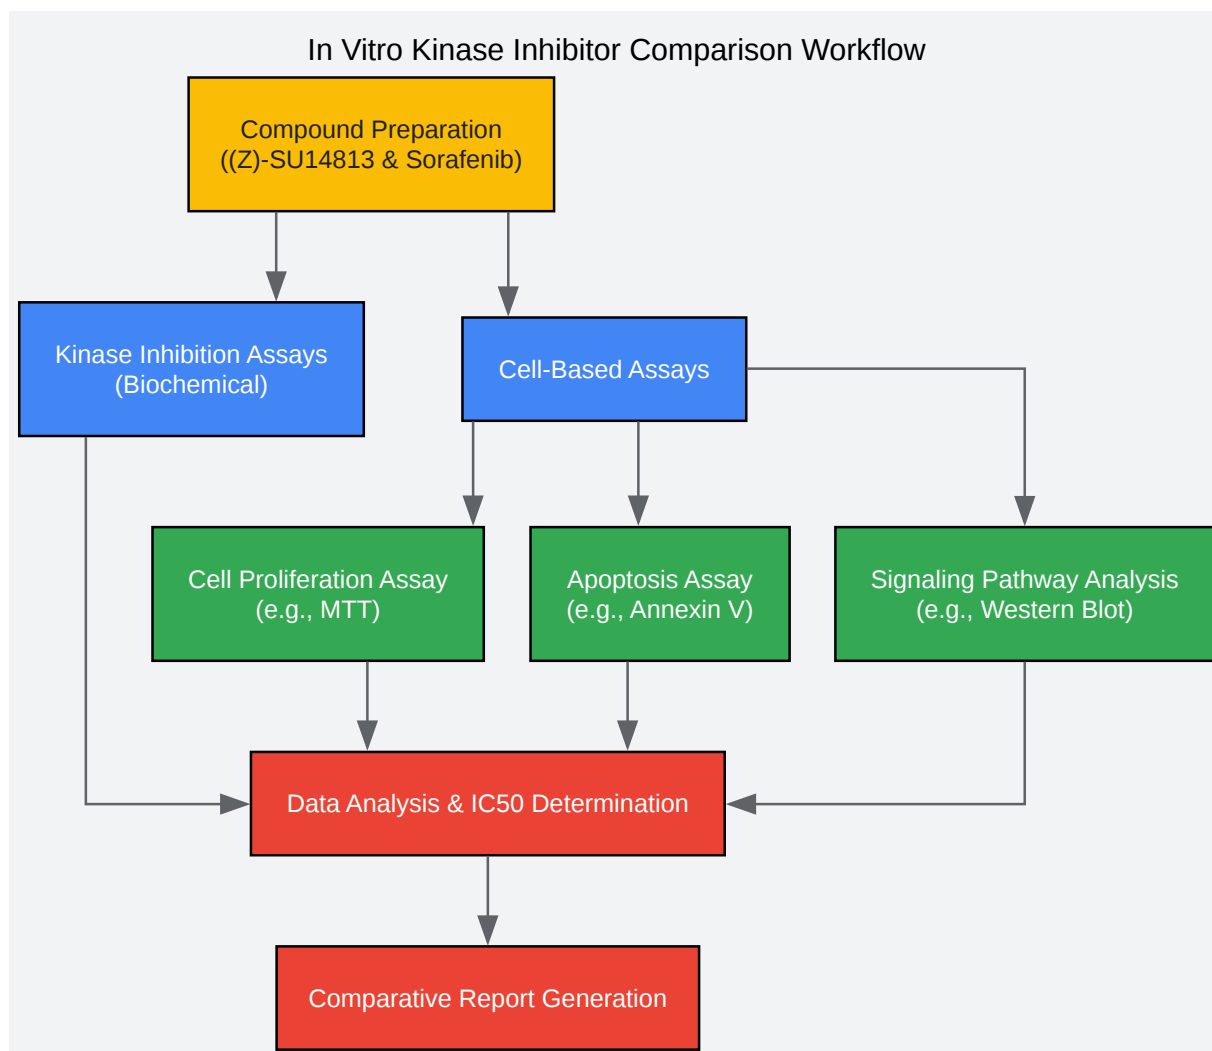 In Vitro Kinase Inhibitor Comparison Workflow
Compound Preparation
((Z)-SU14813 & Sorafenib)
Kinase Inhibition Assays
(Biochemical)
Cell-Based Assays
Cell Proliferation Assay
(e.g., MTT)
Apoptosis Assay
(e.g., Annexin V)
Signaling Pathway Analysis
(e.g., Western Blot)
Data Analysis & IC50 Determination
Comparative Report Generation